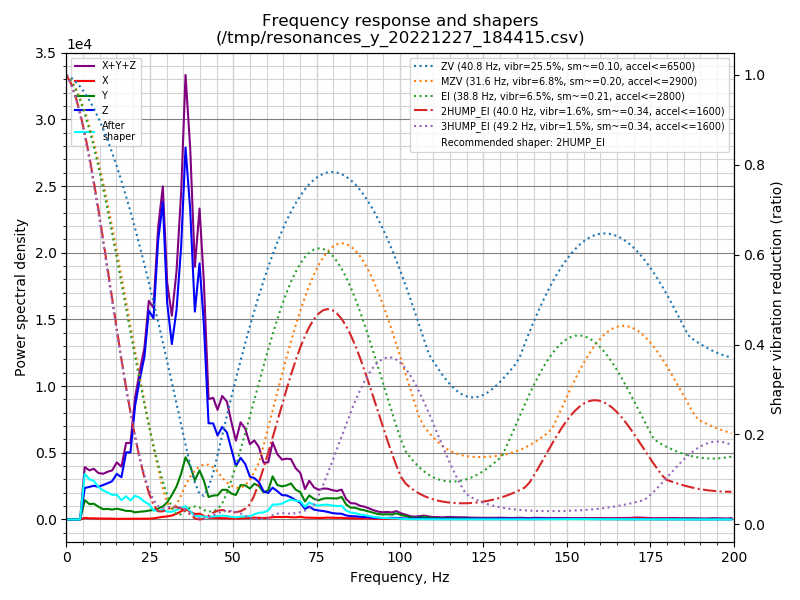 Frequency response and shapers
(/tmp/resonances_y_20221227_184415.csv)
1e4
X+Y+Z
X
Y
Z
After
shaper
ZV (40.8 Hz, vibr=25.5%, sm~=0.10, accel<=6500)
MZV (31.6 Hz, vibr=6.8%, sm~=0.20, accel<=2900)
EI (38.8 Hz, vibr=6.5%, sm~=0.21, accel<=2800)
2HUMP_EI (40.0 Hz, vibr=1.6%, sm~=0.34, accel<=1600)
3HUMP_EI (49.2 Hz, vibr=1.5%, sm~=0.34, accel<=1600)
Recommended shaper: 2HUMP_EI
Power spectral density
3.5
3.0
2.5
2.0
1.5
1.0
0.5
0.0
Shaper vibration reduction (ratio)
1.0
0.8
0.6
0.4
0.2
0.0
0
25
50
75
100
125
150
175
200
Frequency, Hz